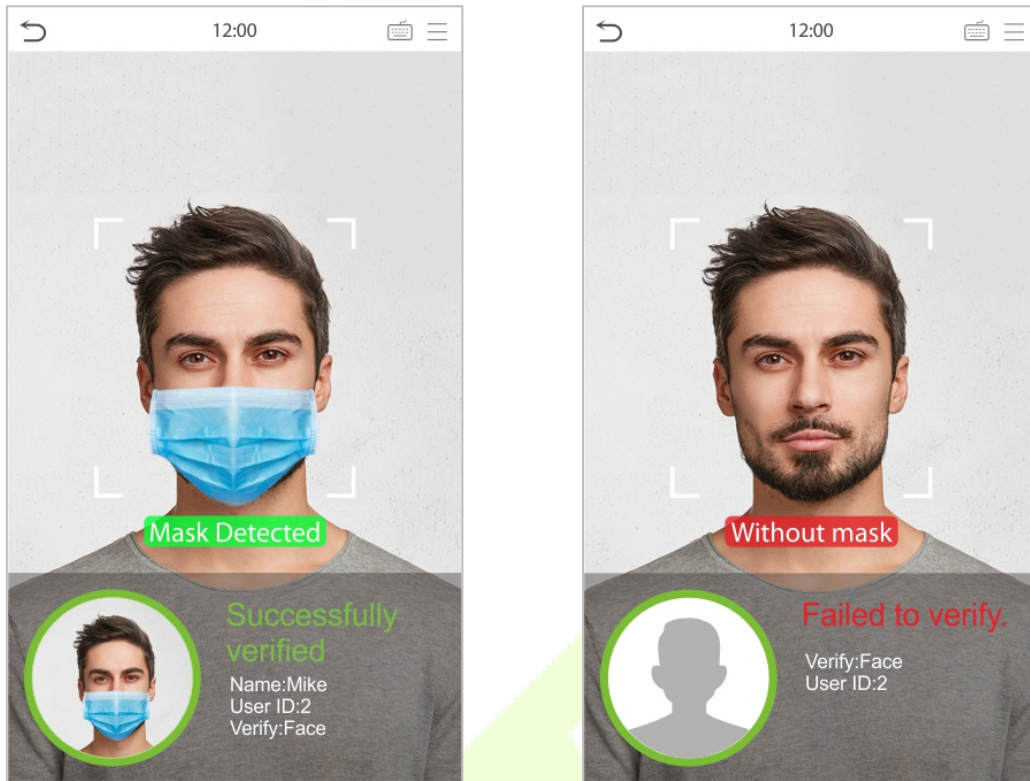 12:00
Mask Detected
Successfully
verified
Name:Mike
User ID:2
Verify:Face
12:00
Without mask
Failed to verify.
Verify:Face
User ID:2